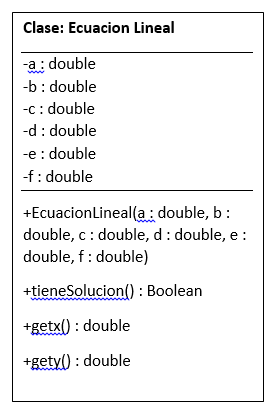 Clase: Ecuacion Lineal
-a : double
-b : double
-c : double
-d : double
-e : double
-f : double
+EcuacionLineal(a : double, b :
double, c : double, d : double, e :
double, f : double)
+tieneSolucion() : Boolean
+getx() : double
+gety() : double